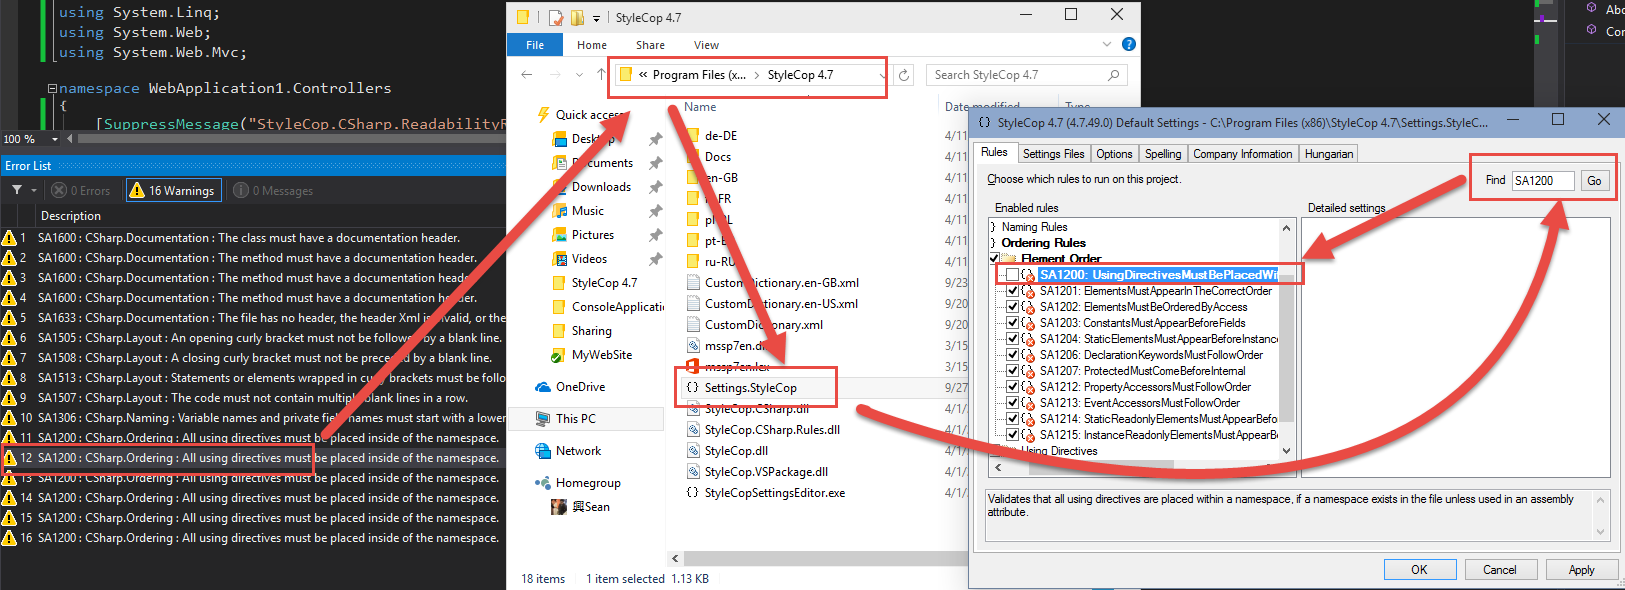 using System.Linq;
using System.Web;
using System.Web.Mvc;
namespace WebApplication1.Controllers
{
[SuppressMessage("StyleCop.CSharp.ReadabilityR
100 %
Error List
0 Errors
16 Warnings
0 Messages
Description
1 SA1600 : CSharp.Documentation : The class must have a documentation header.
2 SA1600 : CSharp.Documentation : The method must have a documentation header.
3 SA1600 : CSharp.Documentation : The method must have a documentation header.
4 SA1600 : CSharp.Documentation : The method must have a documentation header.
5 SA1633 : CSharp.Documentation : The file has no header, the header Xml is invalid, or the
6 SA1505 : CSharp.Layout : An opening curly bracket must not be followed by a blank line.
7 SA1508 : CSharp.Layout : A closing curly bracket must not be preceded by a blank line.
8 SA1513 : CSharp.Layout : Statements or elements wrapped in curly brackets must be follo
9 SA1507 : CSharp.Layout : The code must not contain multiple blank lines in a row.
10 SA1306 : CSharp.Naming : Variable names and private field names must start with a lower
11 SA1200 : CSharp.Ordering : All using directives must be placed inside of the namespace.
12 SA1200 : CSharp.Ordering : All using directives must be placed inside of the namespace.
13 SA1200 : CSharp.Ordering : All using directives must be placed inside of the namespace.
14 SA1200 : CSharp.Ordering : All using directives must be placed inside of the namespace.
15 SA1200 : CSharp.Ordering : All using directives must be placed inside of the namespace.
16 SA1200 : CSharp.Ordering : All using directives must be placed inside of the namespace.
StyleCop 4.7
File Home Share View
« Program Files (x... > StyleCop 4.7
Search StyleCop 4.7
Quick access
Desktop
Documents
Downloads
Music
Pictures
Videos
StyleCop 4.7
ConsoleApplicatio
Sharing
MyWebSite
OneDrive
This PC
Network
Homegroup
興Sean
Name Date modified Type
de-DE 4/11
Docs 4/11
en-GB 4/11
fr-FR 4/11
pl-PL 4/11
pt-B 4/11
ru-RU 4/11
CustomDictionary.en-GB.xml 9/23
CustomDictionary.en-US.xml 9/20
CustomDictionary.xml 9/20
mssp7en.dll 3/15
mssp7en.lex 3/15
Settings.StyleCop 9/27
StyleCop.CSharp.dll 4/1/
StyleCop.CSharp.Rules.dll 4/1/
StyleCop.dll 4/1/
StyleCop.VSPackage.dll 4/1/
StyleCopSettingsEditor.exe 4/1/
18 items 1 item selected 1.13 KB
Abo
Con
StyleCop 4.7 (4.7.49.0) Default Settings - C:\Program Files (x86)\StyleCop 4.7\Settings.StyleC...
Rules Settings Files Options Spelling Company Information Hungarian
Choose which rules to run on this project.
Find SA1200 Go
Enabled rules
Detailed settings
Naming Rules
Ordering Rules
Element Order
SA1200: UsingDirectivesMustBePlacedWi
SA1201: ElementsMustAppearInTheCorrectOrder
SA1202: ElementsMustBeOrderedByAccess
SA1203: ConstantsMustAppearBeforeFields
SA1204: StaticElementsMustAppearBeforeInstance
SA1206: DeclarationKeywordsMustFollowOrder
SA1207: ProtectedMustComeBeforeInternal
SA1212: PropertyAccessorsMustFollowOrder
SA1213: EventAccessorsMustFollowOrder
SA1214: StaticReadonlyElementsMustAppearBefo
SA1215: InstanceReadonlyElementsMustAppearBe
Using Directives
Validates that all using directives are placed within a namespace, if a namespace exists in the file unless used in an assembly
attribute.
OK Cancel Apply